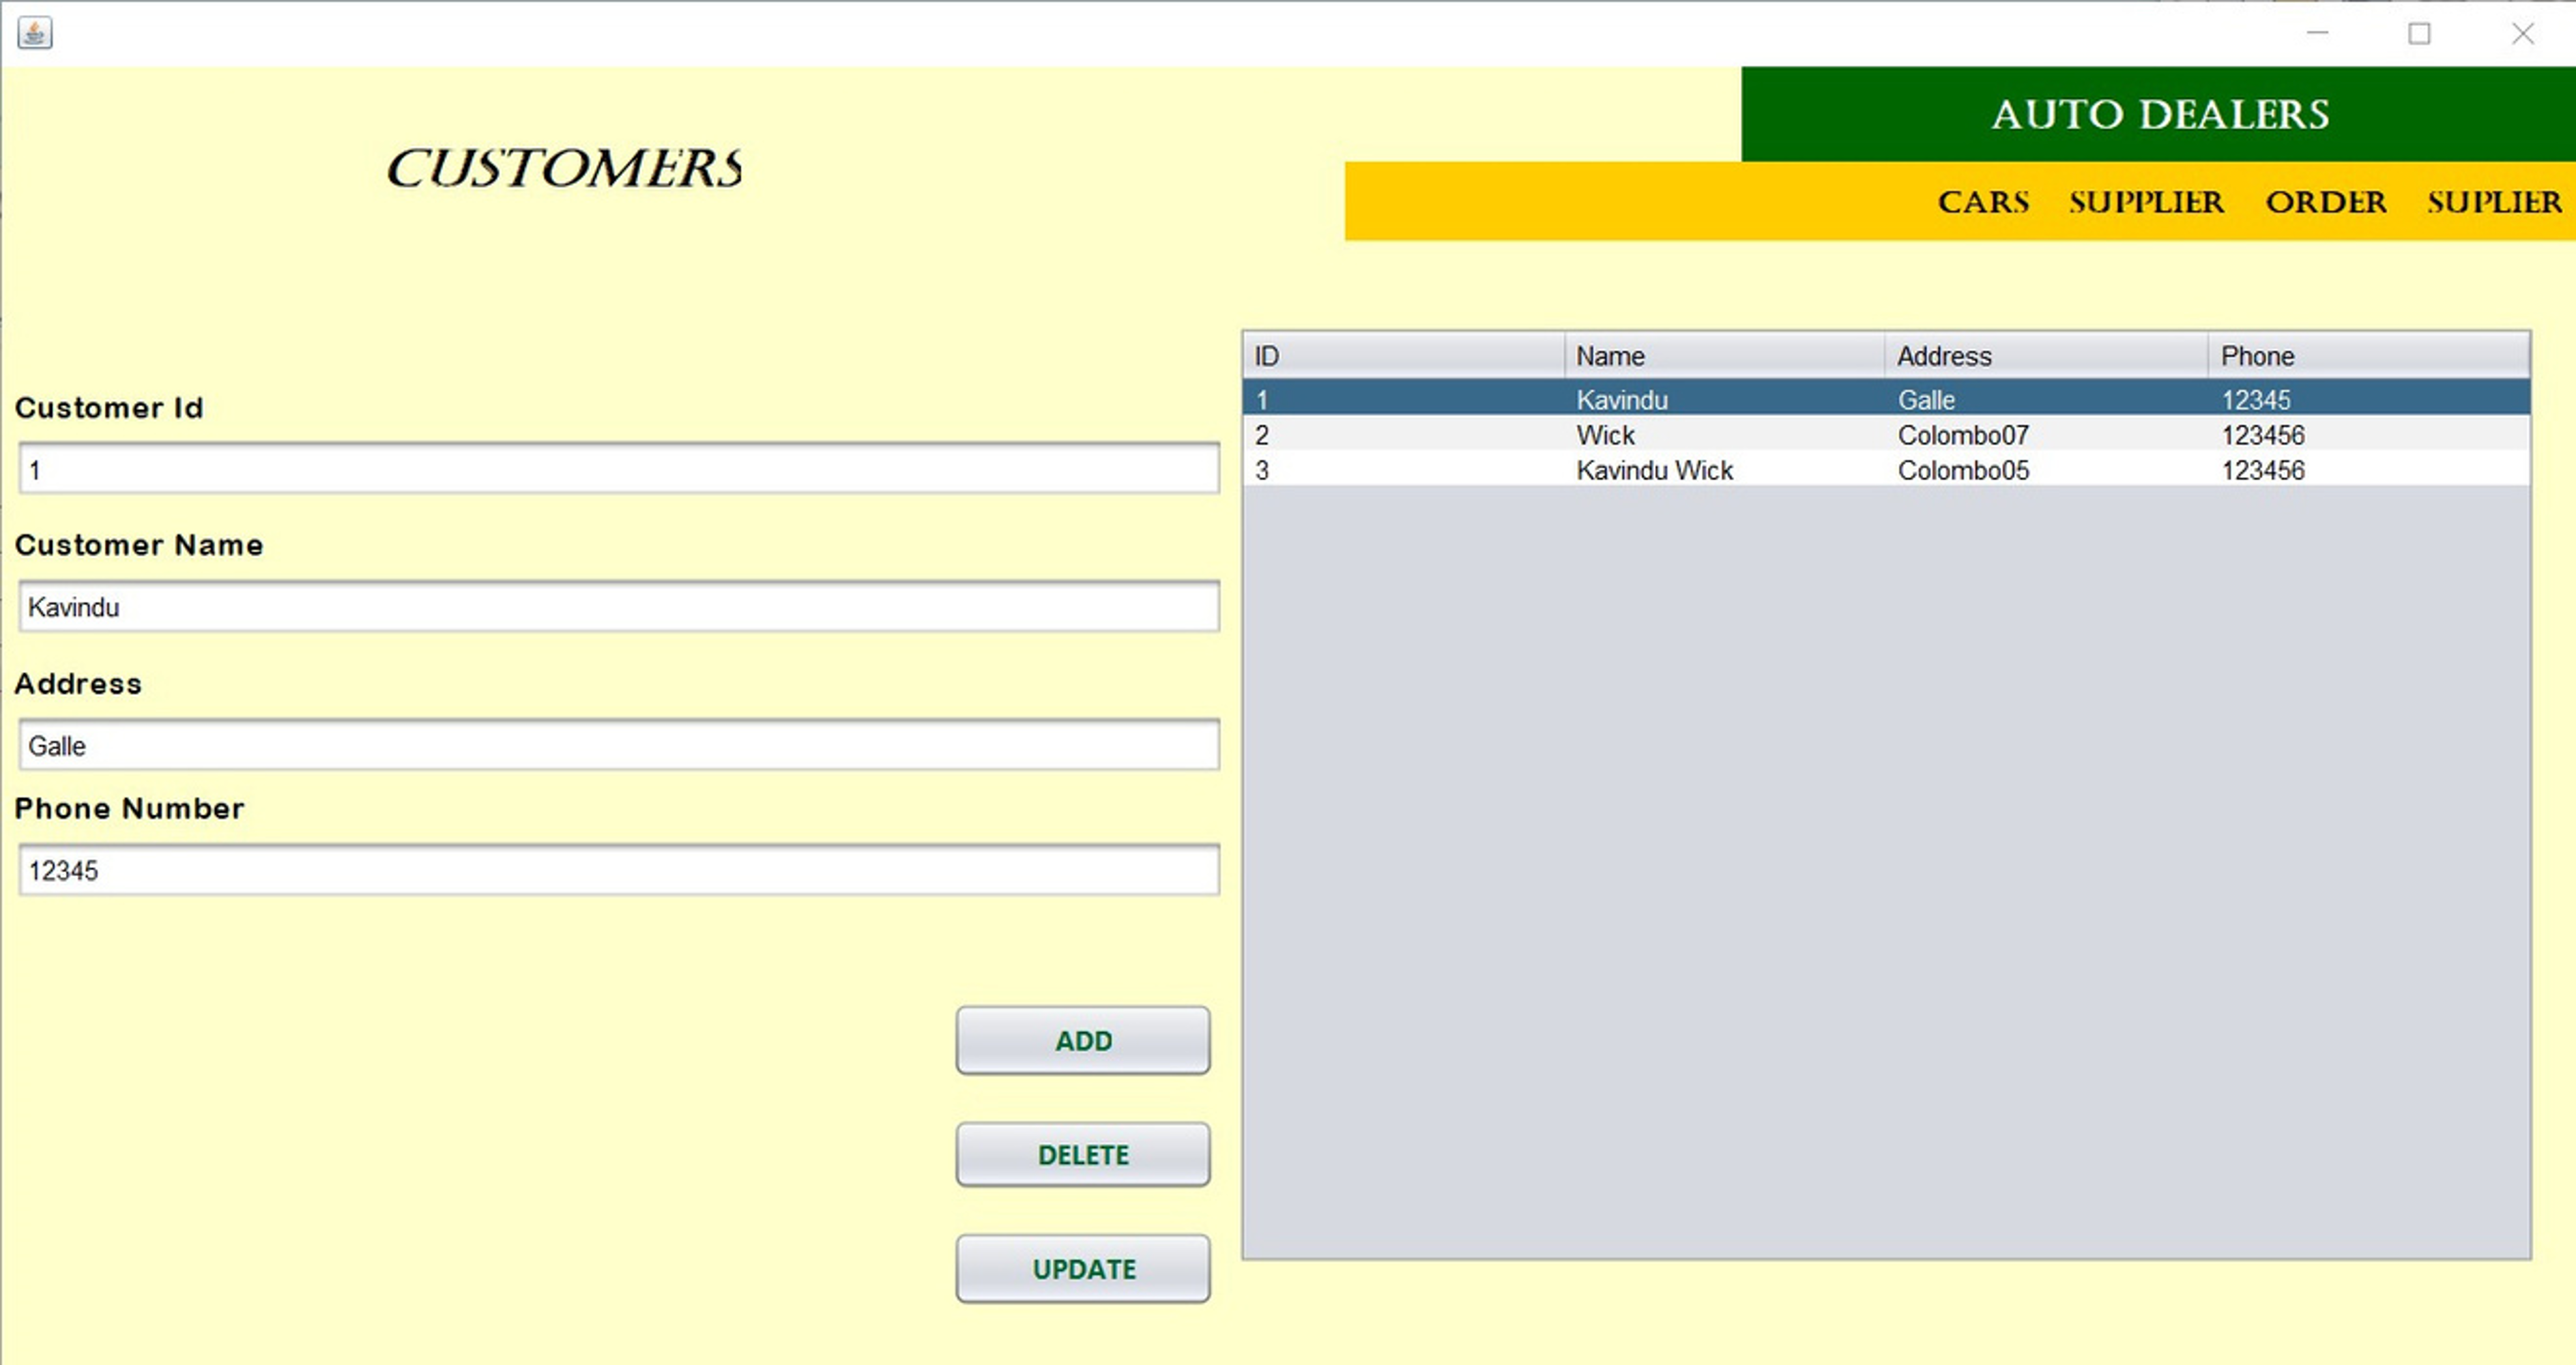 AUTO DEALERS
CUSTOMERS
CARS SUPPLIER ORDER SUPLIER
ID Name Address Phone
1 Kavindu Galle 12345
2 Wick Colombo07 123456
3 Kavindu Wick Colombo05 123456
Customer Id
1
Customer Name
Kavindu
Address
Galle
Phone Number
12345
ADD
DELETE
UPDATE